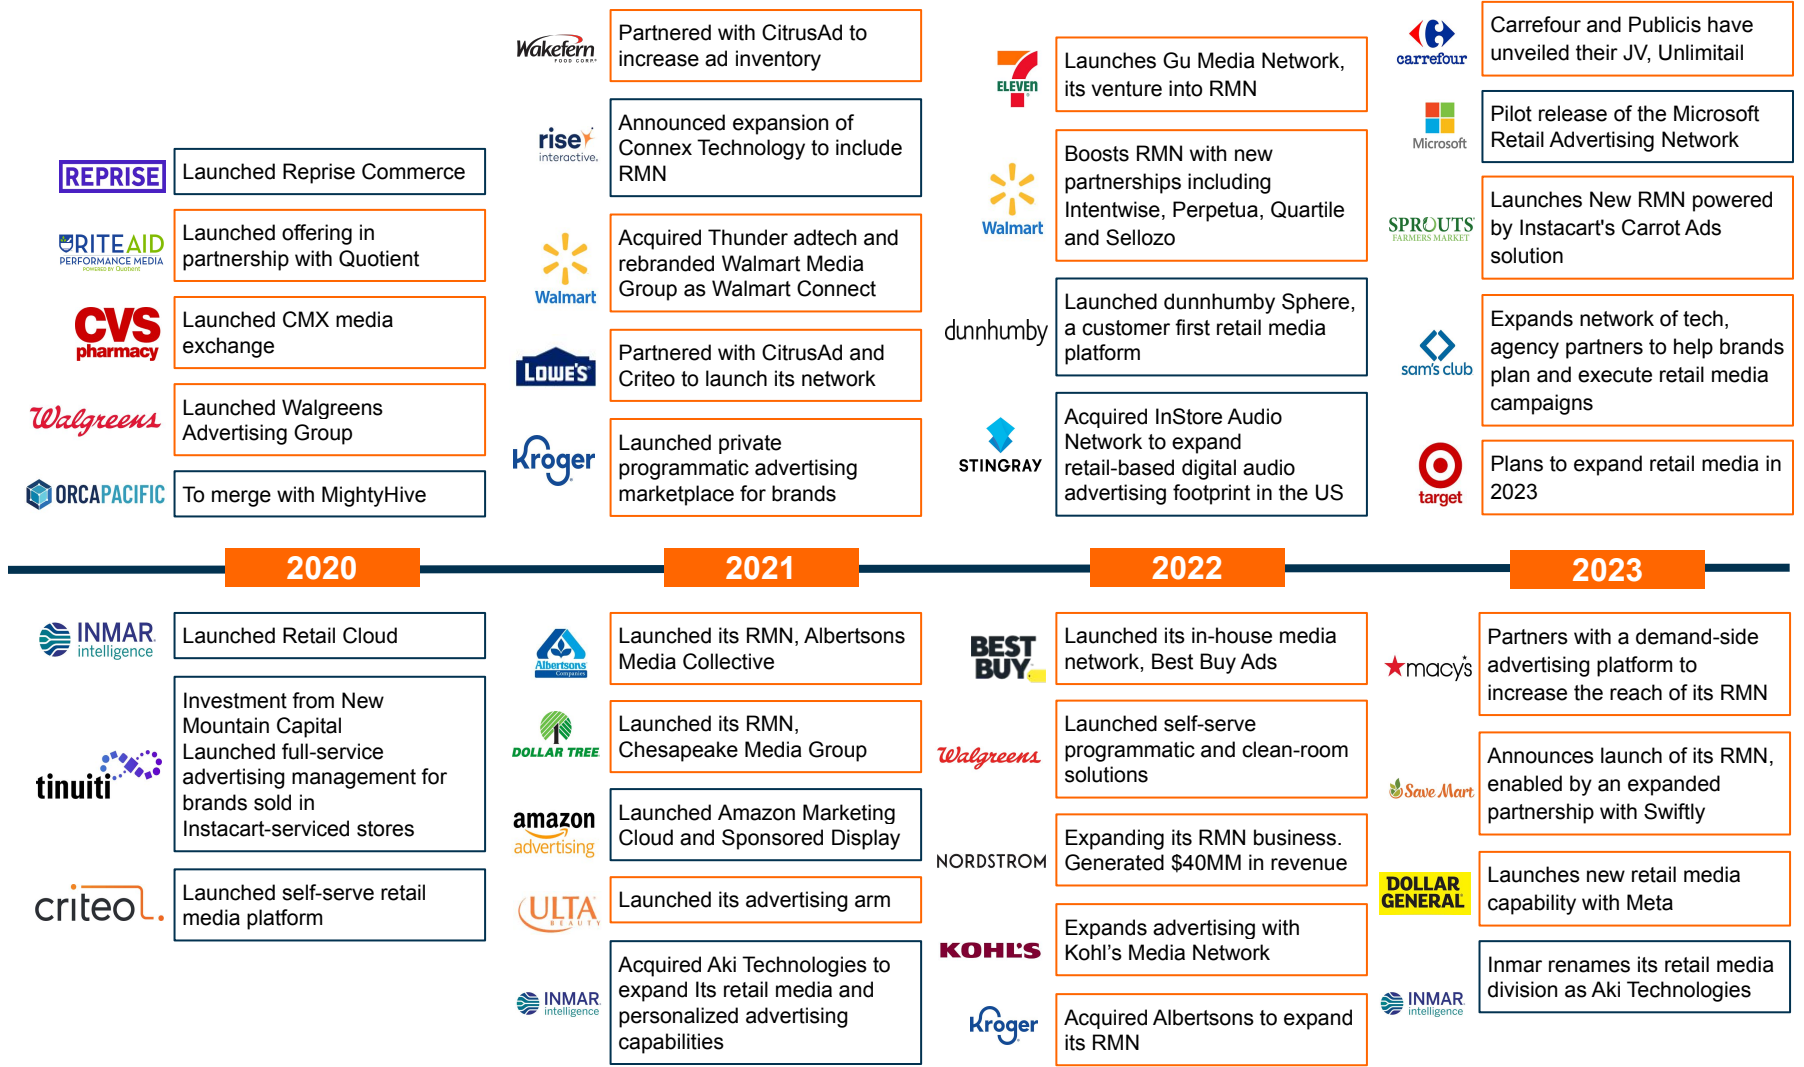 REPRISE
Launched Reprise Commerce
RITE AID
PERFORMANCE MEDIA
POWERED BY Quotient
Launched offering in
partnership with Quotient
CVS
pharmacy
Launched CMX media
exchange
Walgreens
Launched Walgreens
Advertising Group
ORCAPACIFIC
To merge with MightyHive
Wakefern
FOOD CORP.
Partnered with CitrusAd to
increase ad inventory
rise
interactive.
Announced expansion of
Connex Technology to include
RMN
Walmart
Acquired Thunder adtech and
rebranded Walmart Media
Group as Walmart Connect
LOWE'S
Partnered with CitrusAd and
Criteo to launch its network
Kroger
Launched private
programmatic advertising
marketplace for brands
7
ELEVEn
Launches Gu Media Network,
its venture into RMN
Walmart
Boosts RMN with new
partnerships including
Intentwise, Perpetua, Quartile
and Sellozo
dunnhumby
Launched dunnhumby Sphere,
a customer first retail media
platform
STINGRAY
Acquired InStore Audio
Network to expand
retail-based digital audio
advertising footprint in the US
carrefour
Carrefour and Publicis have
unveiled their JV, Unlimitail
Microsoft
Pilot release of the Microsoft
Retail Advertising Network
SPROUTS
FARMERS MARKET
Launches New RMN powered
by Instacart's Carrot Ads
solution
sam's club
Expands network of tech,
agency partners to help brands
plan and execute retail media
campaigns
target
Plans to expand retail media in
2023
2020
2021
2022
2023
INMAR
intelligence
Launched Retail Cloud
tinuiti
Investment from New
Mountain Capital
Launched full-service
advertising management for
brands sold in
Instacart-serviced stores
criteo
Launched self-serve retail
media platform
Albertsons
Companies
Launched its RMN, Albertsons
Media Collective
DOLLAR TREE
Launched its RMN,
Chesapeake Media Group
amazon
advertising
Launched Amazon Marketing
Cloud and Sponsored Display
ULTA
BEAUTY
Launched its advertising arm
INMAR
intelligence
Acquired Aki Technologies to
expand Its retail media and
personalized advertising
capabilities
BEST
BUY
Launched its in-house media
network, Best Buy Ads
Walgreens
Launched self-serve
programmatic and clean-room
solutions
NORDSTROM
Expanding its RMN business.
Generated $40MM in revenue
KOHL'S
Expands advertising with
Kohl’s Media Network
Kroger
Acquired Albertsons to expand
its RMN
macy's
Partners with a demand-side
advertising platform to
increase the reach of its RMN
Save Mart
Announces launch of its RMN,
enabled by an expanded
partnership with Swiftly
DOLLAR
GENERAL
Launches new retail media
capability with Meta
INMAR
intelligence
Inmar renames its retail media
division as Aki Technologies